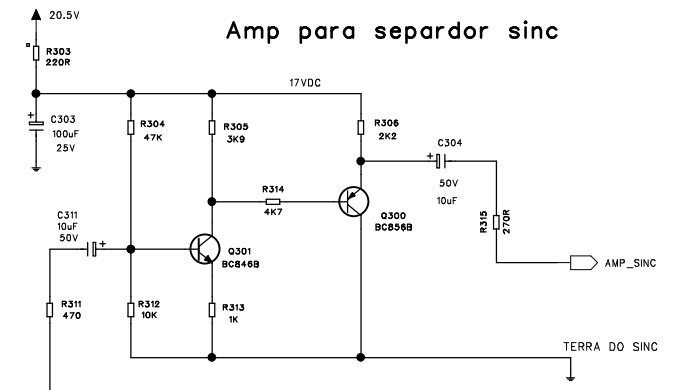 20.5V
Amp para separdor sinc
R303
220R
17VDC
C303
100uF
25V
R304
47K
R305
3K9
R306
2K2
C304
50V
10uF
R314
4K7
Q300
BC856B
R315
270R
C311
10uF
50V
Q301
BC846B
AMP_SINC
R311
470
R312
10K
R313
1K
TERRA DO SINC